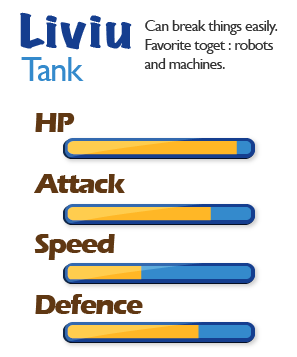 Liviu
Tank
Can break things easily.
Favorite toget : robots
and machines.
HP
Attack
Speed
Defence